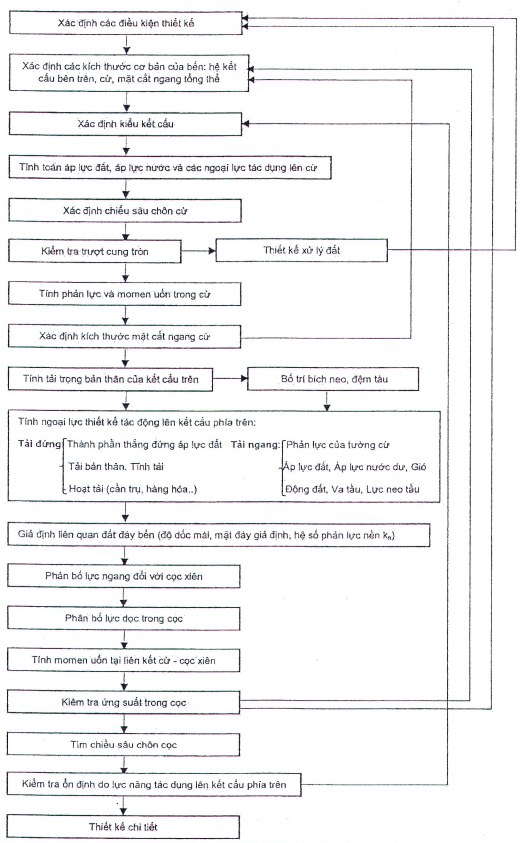 Xác định các điều kiện thiết kế
Xác định các kích thước cơ bản của bến: hệ kết
cấu bên trên, cừ, mặt cắt ngang tổng thể
Xác định kiểu kết cấu
Tính toán áp lực đất, áp lực nước và các ngoại lực tác dụng lên cừ
Xác định chiều sâu chôn cừ
Kiểm tra trượt cung tròn
Thiết kế xử lý đất
Tính phản lực và momen uốn trong cừ
Xác định kích thước mặt cắt ngang cừ
Tính tải trọng bản thân của kết cấu trên
Bố trí bích neo, đệm tàu
Tính ngoại lực thiết kế tác động lên kết cấu phía trên:
Tải đứng: Thành phần thẳng đứng áp lực đất Tải ngang: Phản lực của tường cừ
Tải bản thân. Tĩnh tải Áp lực đất, Áp lực nước dư, Gió
Hoạt tải (cần trụ, hàng hóa,..) Động đất, Va tầu, Lực neo tầu
Giả định liên quan đất đáy bến (độ dốc mái, mặt đáy giả định, hệ số phản lực nền kₙ)
Phân bố lực ngang đối với cọc xiên
Phân bố lực dọc trong cọc
Tính momen uốn tại liên kết cừ - cọc xiên
Kiểm tra ứng suất trong cọc
Tìm chiều sâu chôn cọc
Kiểm tra ổn định do lực nâng tác dụng lên kết cấu phía trên
Thiết kế chi tiết